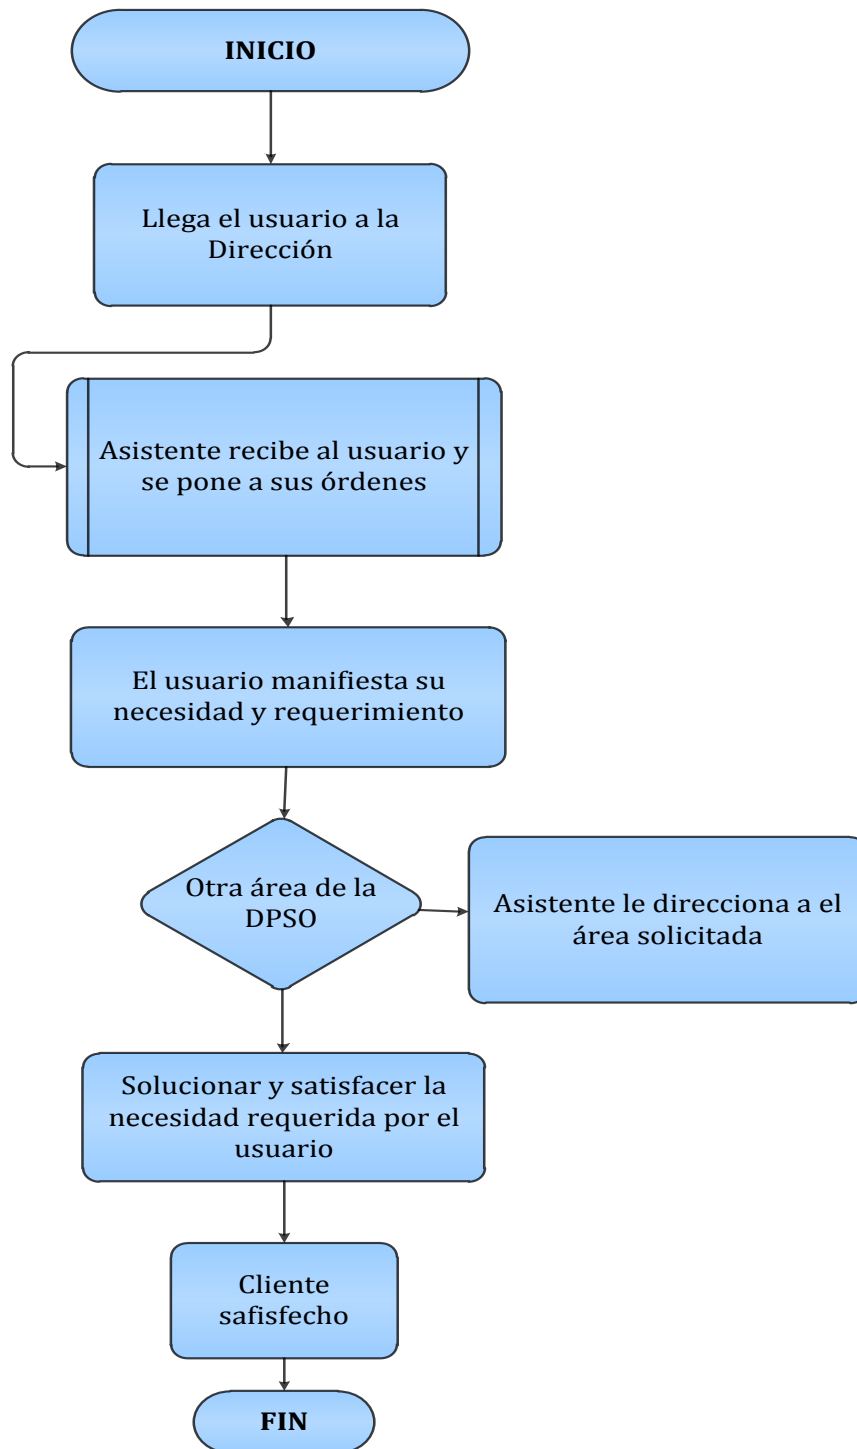 INICIO
Llega el usuario a la
Dirección
Asistente recibe al usuario y
se pone a sus órdenes
El usuario manifiesta su
necesidad y requerimiento
Otra área de la
DPSO
Asistente le direcciona a el
área solicitada
Solucionar y satisfacer la
necesidad requerida por el
usuario
Cliente
safisfecho
FIN